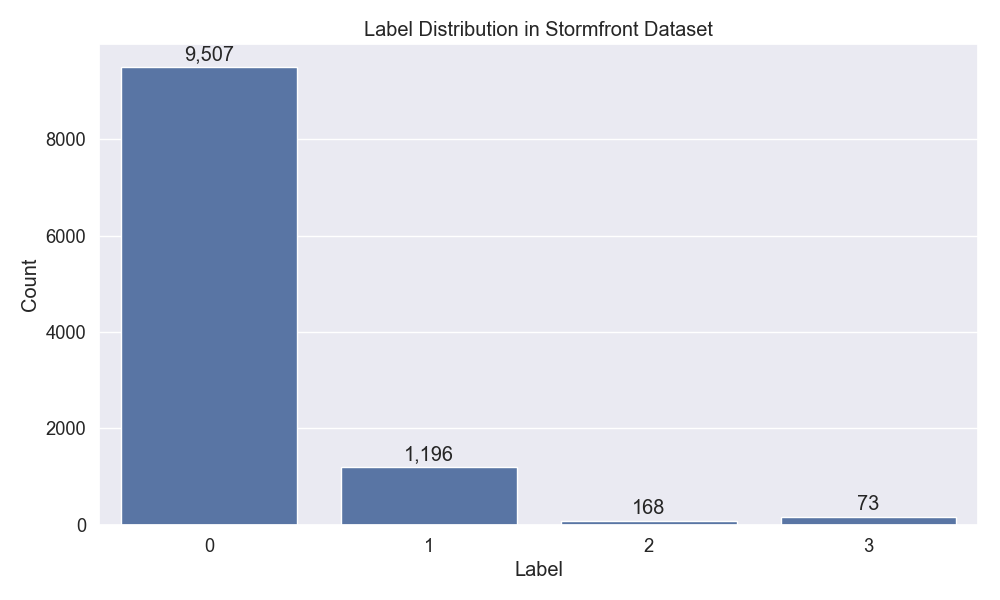 Label Distribution in Stormfront Dataset
9,507
8000
6000
4000
2000
0
1,196
168
73
0 1 2 3
Label
Count